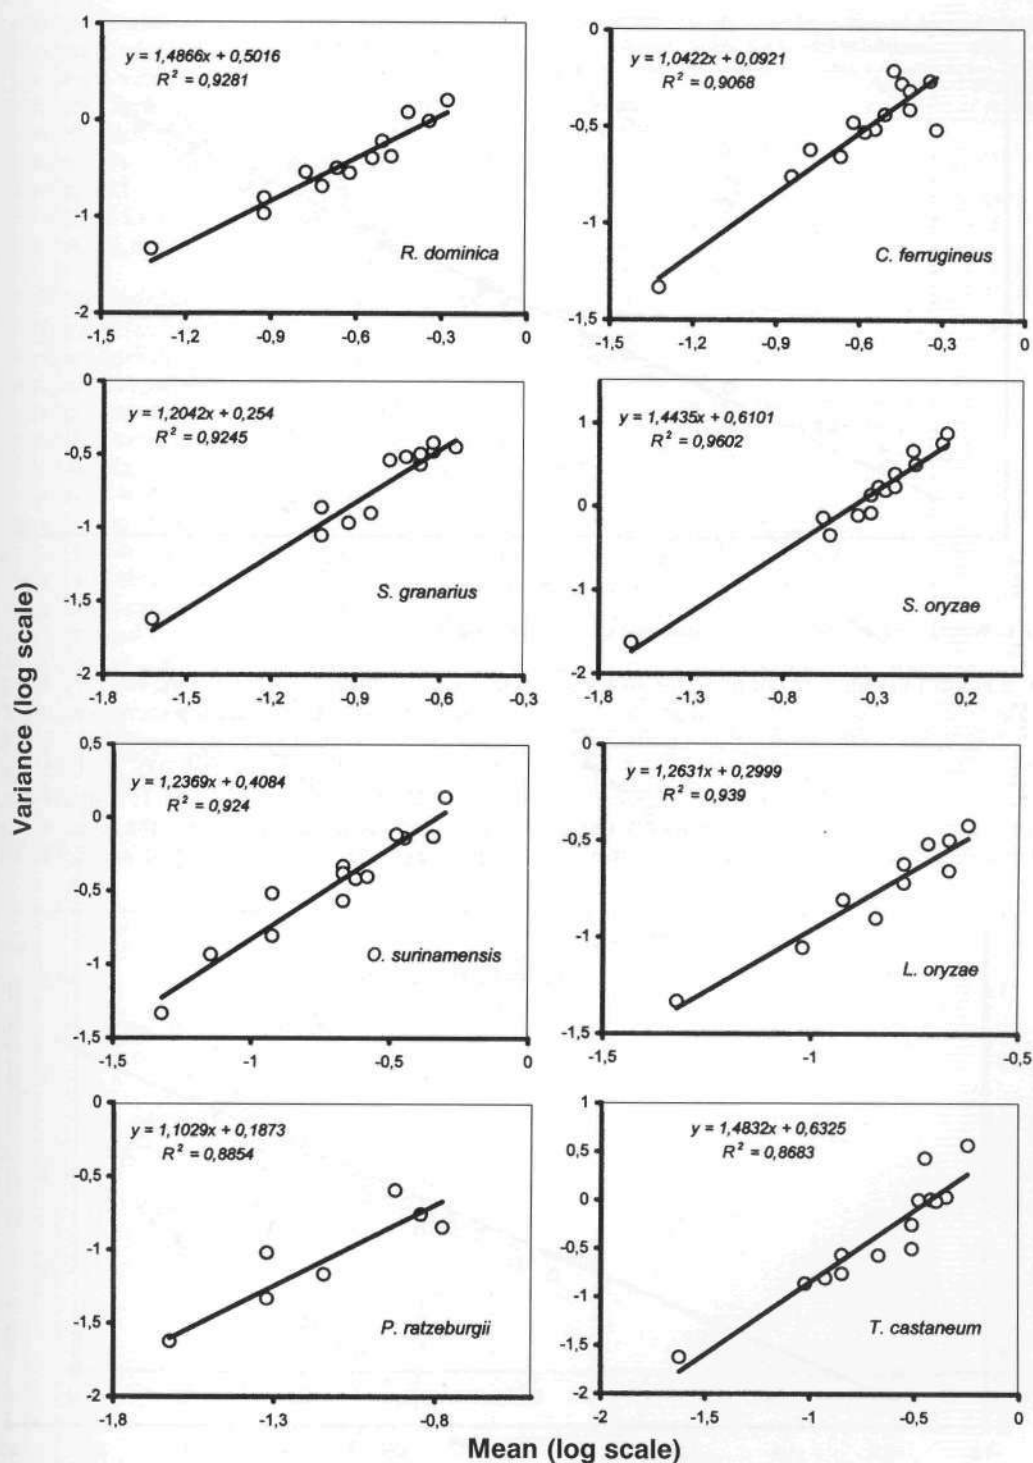 Variance (log scale)
1
y = 1,4866x + 0,5016
R² = 0,9281
0
-1
R. dominica
-2
-1,5 -1,2 -0,9 -0,6 -0,3 0
0
y = 1,0422x + 0,0921
R² = 0,9068
-0,5
-1
C. ferrugineus
-1,5
-1,5 -1,2 -0,9 -0,6 -0,3 0
0
y = 1,2042x + 0,254
R² = 0,9245
-0,5
-1
S. granarius
-1,5
-2
-1,8 -1,3 -0,8 -0,3
1
y = 1,4435x + 0,6101
R² = 0,9602
0
-1
S. oryzae
-2
-1,8 -1,3 -0,8 -0,3 0,2
0,5
y = 1,2369x + 0,4084
R² = 0,924
0
-0,5
-1
O. surinamensis
-1,5
-1,5 -1 -0,5 0
0
y = 1,2631x + 0,2999
R² = 0,939
-0,5
-1
L. oryzae
-1,5
-1,5 -1 -0,5
0
y = 1,1029x + 0,1873
R² = 0,8854
-0,5
-1
-1,5
P. ratzeburgii
-2
-1,8 -1,3 -0,8
1
y = 1,4832x + 0,6325
R² = 0,8683
0,5
0
-0,5
-1
T. castaneum
-1,5
-2
-2 -1,5 -1 -0,5 0
Mean (log scale)